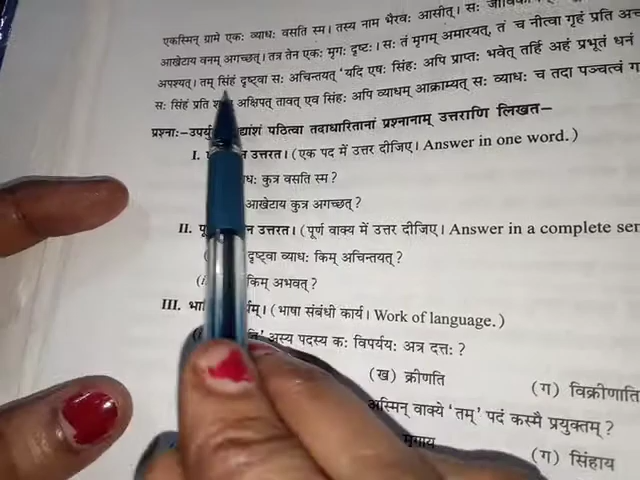 एकस्मिन् ग्रामे एक: व्याध: वसति स्म। तस्य नाम भैरव: आसीत्। स:
आखेटाय वनम् अगच्छत्। तत्र तेन एक: मृग: दृष्ट:। स: तं मृगम् अमारयत्, तं च नीत्वा गृहं प्रति
अपश्यत्। तम् सिंहं दृष्ट्वा स: अचिन्तयत् 'यदि एष: सिंह: अपि प्राप्त: भवेत् तर्हि अहं प्रभूतं धनं
स: सिंहं प्रति अक्षिपत् तावत् एव सिंह: अपि व्याधम् आक्राम्यत् स: व्याध: च तदा पञ्चत्वं
प्रश्ना:- पठित्वा तदाधारितानां प्रश्नानाम् उत्तराणि लिखत–
I. उत्तरत। (एक पद में उत्तर दीजिए। Answer in one word.)
कुत्र वसति स्म?
आखेटाय कुत्र अगच्छत्?
II. उत्तरत। (पूर्ण वाक्य में उत्तर दीजिए। Answer in a complete
दृष्ट्वा व्याध: किम् अचिन्तयत्?
किम् अभवत्?
III. (भाषा संबंधी कार्य। Work of language.)
अस्य पदस्य क: विपर्यय: अत्र दत्त:?
(ख) क्रीणति (ग) विक्रीणाति
अस्मिन् वाक्ये 'तम्' पदं कस्मै प्रयुक्तम्?
मृगाय (ग) सिंहाय